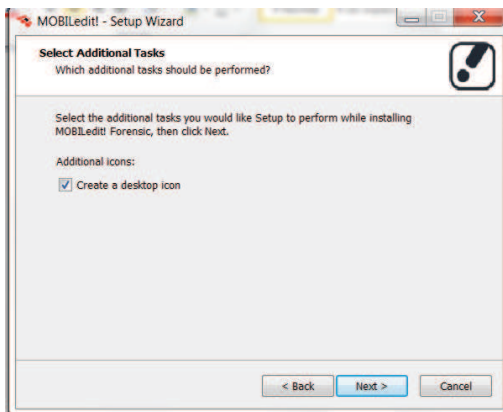 MOBILedit! - Setup Wizard
Select Additional Tasks
Which additional tasks should be performed?
Select the additional tasks you would like Setup to perform while installing
MOBILedit! Forensic, then click Next.
Additional icons:
Create a desktop icon
< Back Next > Cancel